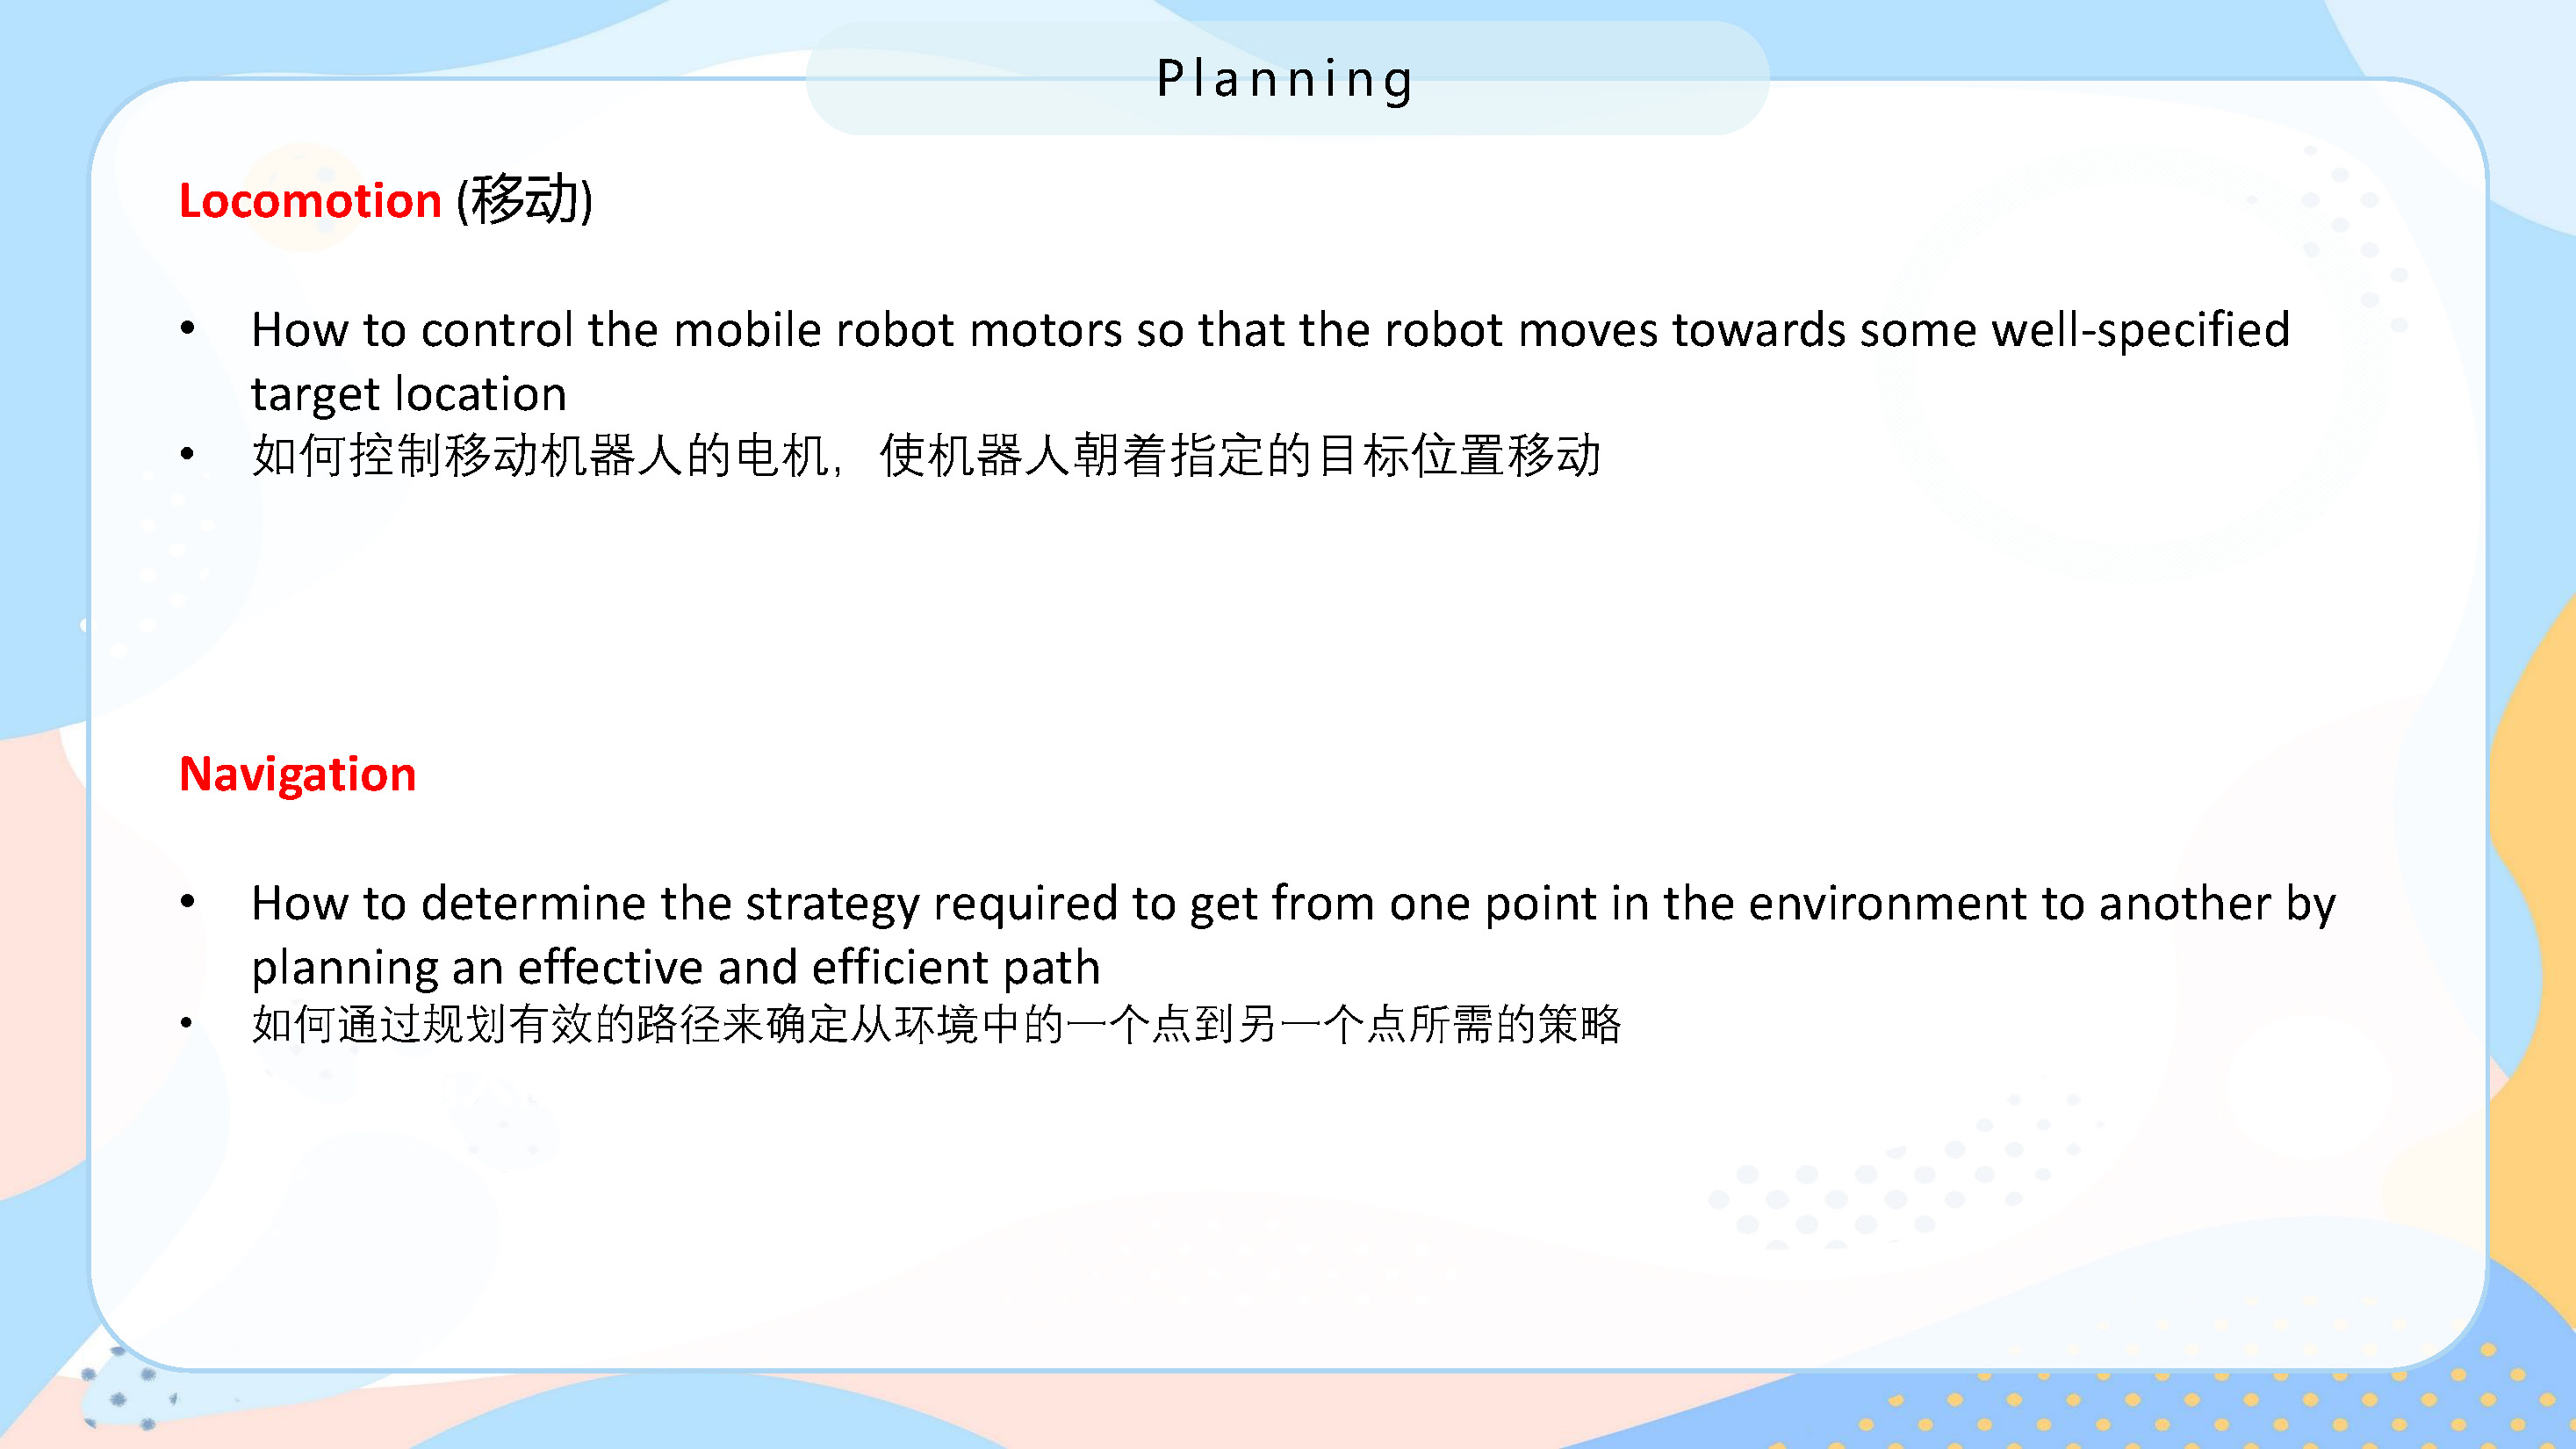 Planning
Locomotion (移动)
• How to control the mobile robot motors so that the robot moves towards some well-specified
target location
• 如何控制移动机器人的电机，使机器人朝着指定的目标位置移动
Navigation
• How to determine the strategy required to get from one point in the environment to another by
planning an effective and efficient path
• 如何通过规划有效的路径来确定从环境中的一个点到另一个点所需的策略